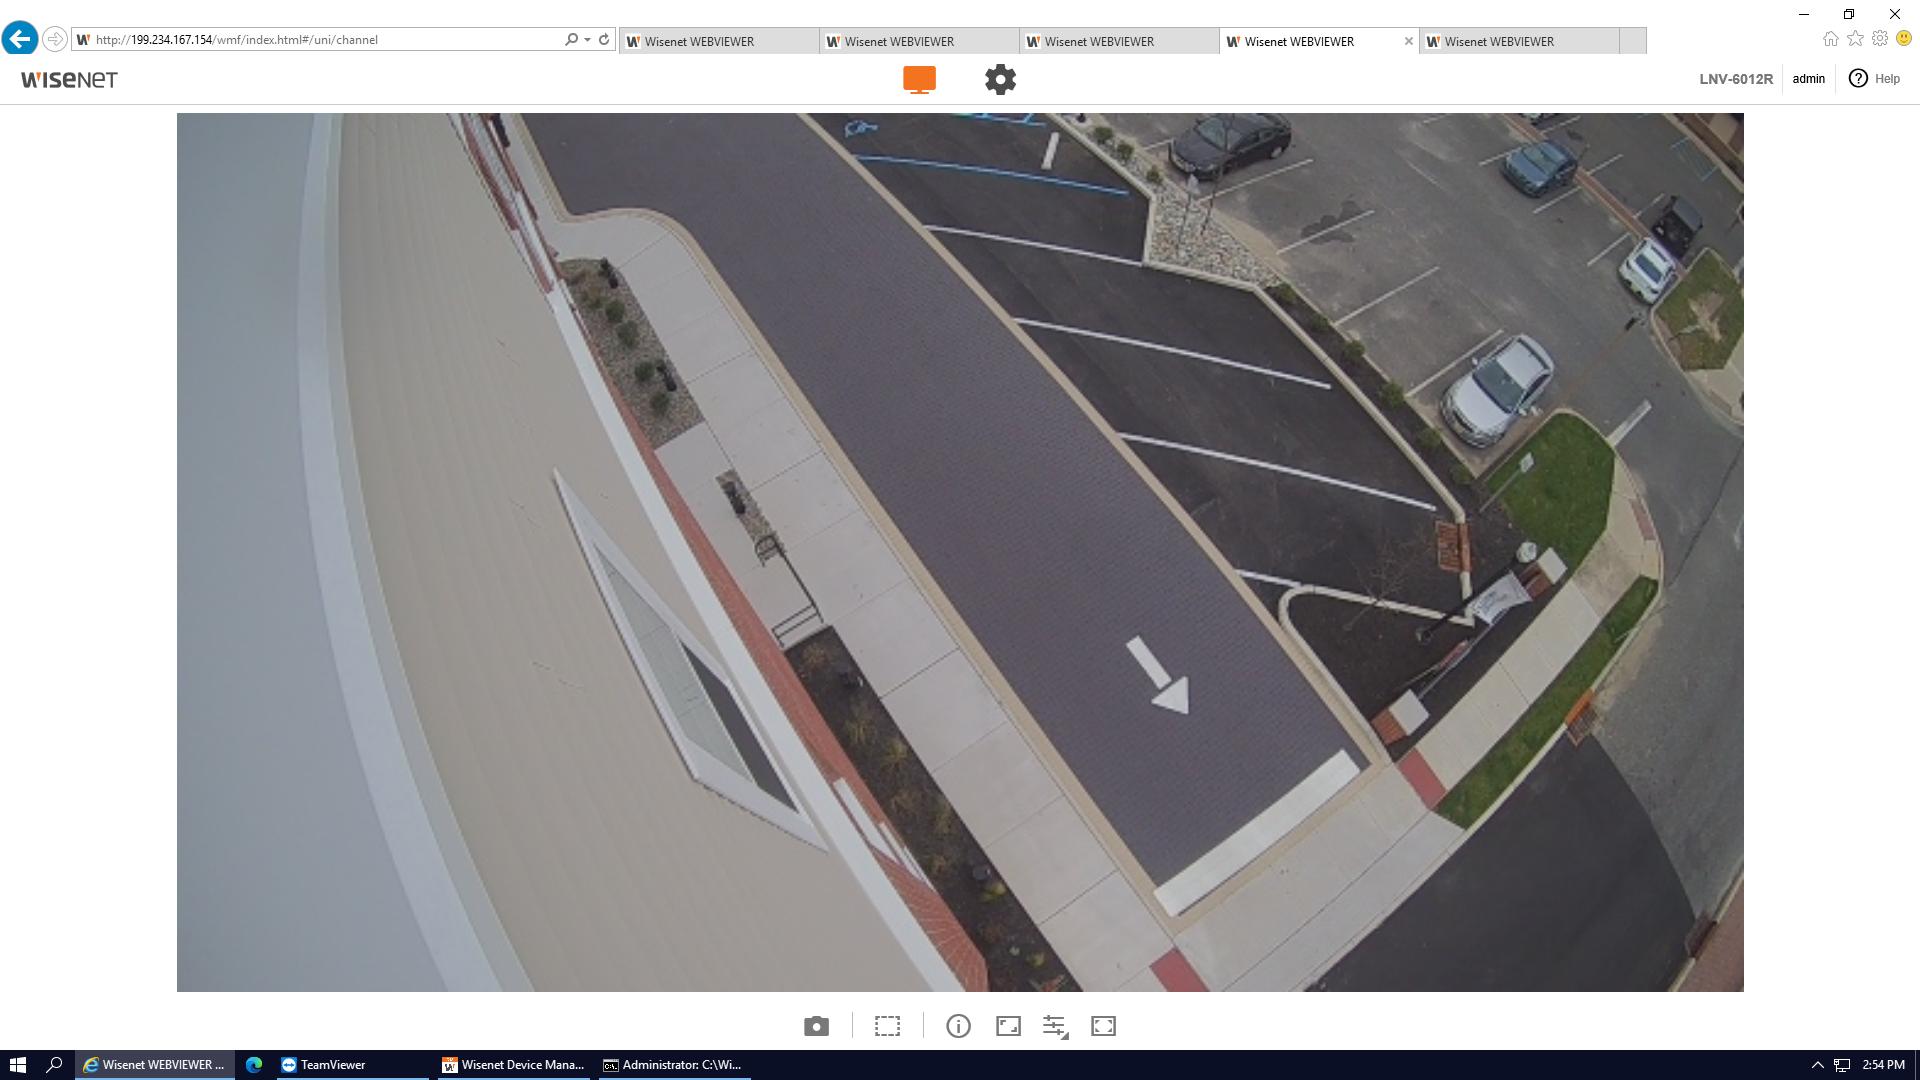 http://199.234.167.154/wmf/index.html#/uni/channel
Wisenet WEBVIEWER
Wisenet WEBVIEWER
Wisenet WEBVIEWER
Wisenet WEBVIEWER
Wisenet WEBVIEWER
WISENET
LNV-6012R
admin
Help
Wisenet WEBVIEWER ...
TeamViewer
Wisenet Device Mana...
Administrator: C:\Wi...
2:54 PM